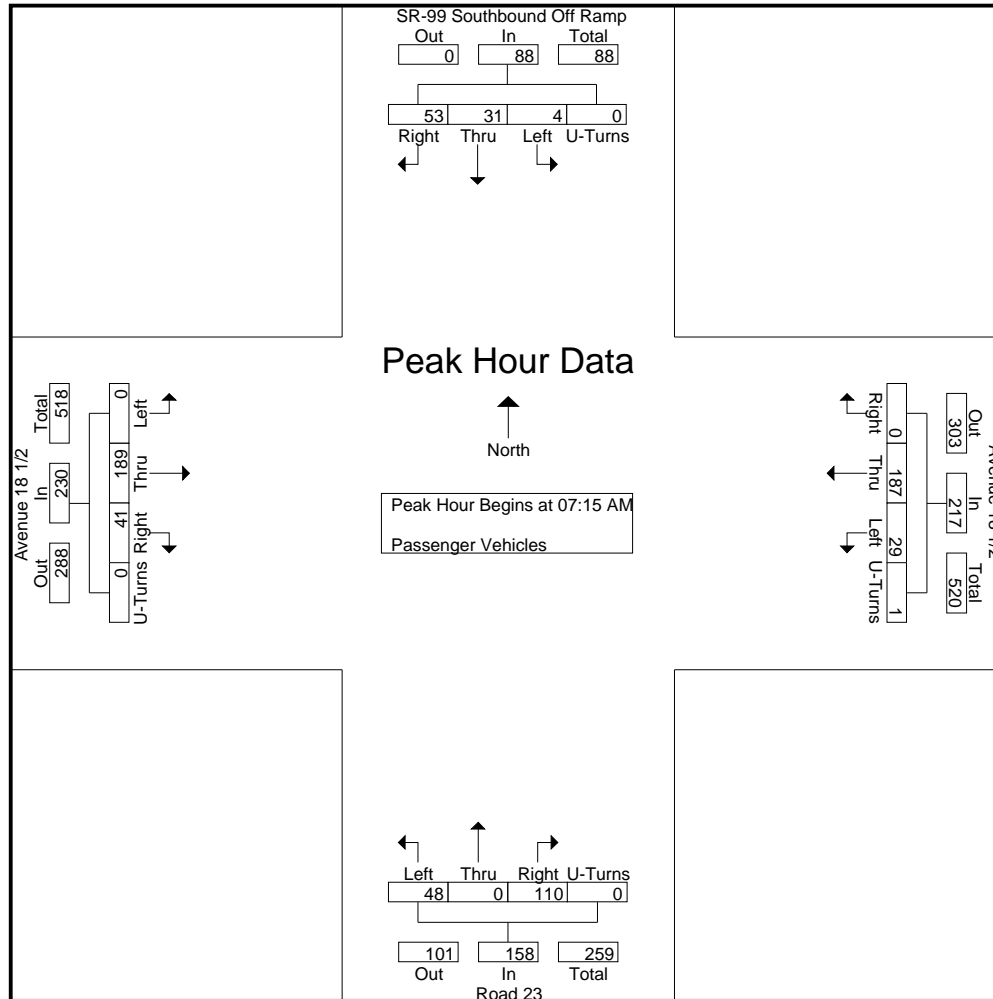 SR-99 Southbound Off Ramp
Out In Total
0 88 88
53 31 4 0
Right Thru Left U-Turns
Peak Hour Data
North
Peak Hour Begins at 07:15 AM
Passenger Vehicles
Avenue 18 1/2
Total In Out
518 230 288
0 189 41 0
Left Thru Right U-Turns
Out In Total
303 217 520
0 187 29 1
Right Thru Left U-Turns
Left Thru Right U-Turns
48 0 110 0
101 158 259
Out In Total
Road 23